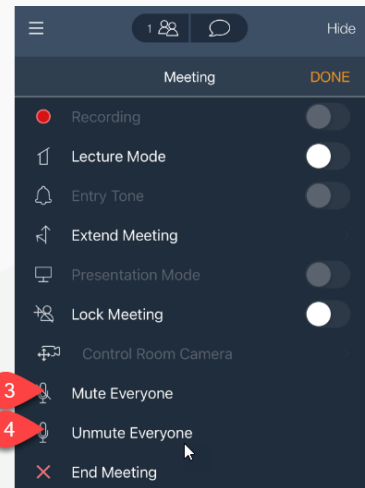 1 Hide
Meeting DONE
Recording
Lecture Mode
Entry Tone
Extend Meeting
Presentation Mode
Lock Meeting
Control Room Camera
3 Mute Everyone
4 Unmute Everyone
End Meeting